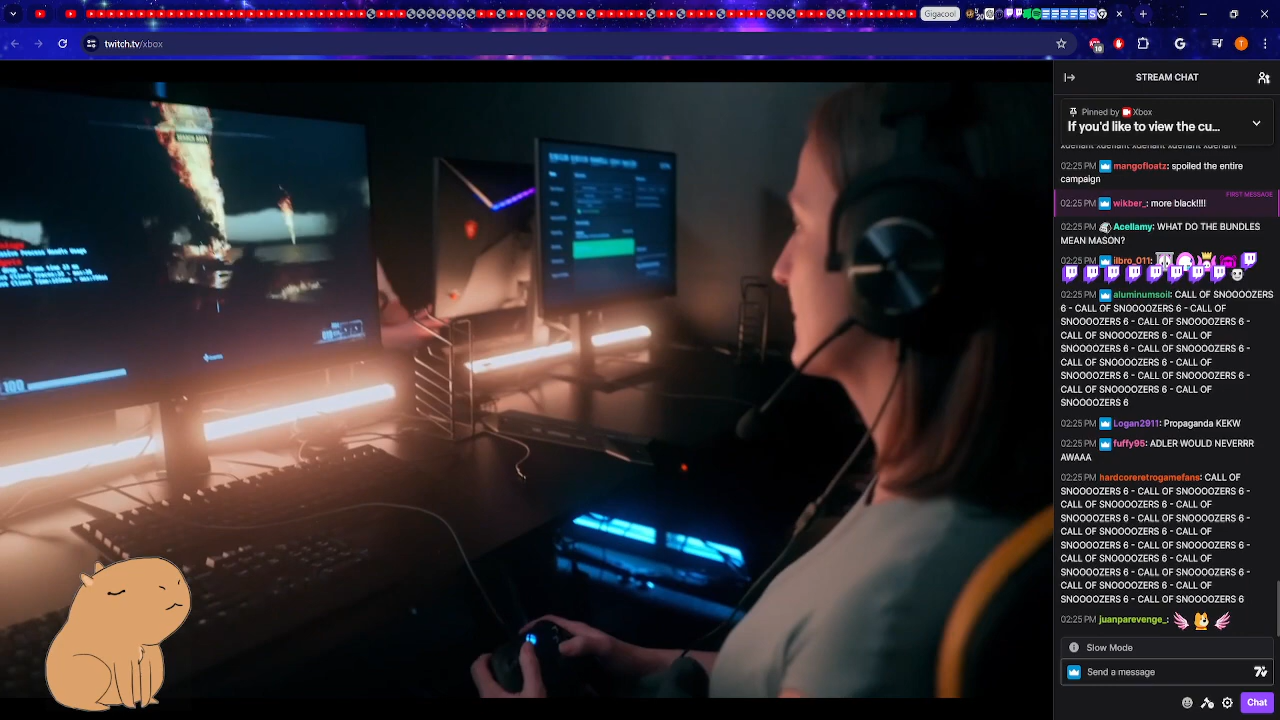 Gigacool
twitch.tv/xbox
18
G
T
SEARCH AREA
100
STREAM CHAT
Pinned by Xbox
If you'd like to view the cu...
02:25 PM mangofloatz: spoiled the entire
campaign
FIRST MESSAGE
02:25 PM wikber_: more black!!!!
02:25 PM Acellamy: WHAT DO THE BUNDLES
MEAN MASON?
02:25 PM ilbro_011:
02:25 PM aluminumsoil: CALL OF SNOOOZERS
6 - CALL OF SNOOOOZERS 6 - CALL OF
SNOOOOZERS 6 - CALL OF SNOOOOZERS 6 -
CALL OF SNOOOOZERS 6 - CALL OF
SNOOOOZERS 6 - CALL OF SNOOOOZERS 6 -
CALL OF SNOOOOZERS 6 - CALL OF
SNOOOOZERS 6 - CALL OF SNOOOOZERS 6 -
CALL OF SNOOOOZERS 6 - CALL OF
SNOOOOZERS 6
02:25 PM Logan2911: Propaganda KEKW
02:25 PM fuffy95: ADLER WOULD NEVERRR
AWAAA
02:25 PM hardcoreretrogamefans: CALL OF
SNOOOOZERS 6 - CALL OF SNOOOOZERS 6 -
CALL OF SNOOOOZERS 6 - CALL OF
SNOOOOZERS 6 - CALL OF SNOOOOZERS 6 -
CALL OF SNOOOOZERS 6 - CALL OF
SNOOOOZERS 6 - CALL OF SNOOOOZERS 6 -
CALL OF SNOOOOZERS 6 - CALL OF
SNOOOOZERS 6 - CALL OF SNOOOOZERS 6 -
CALL OF SNOOOOZERS 6 - CALL OF
SNOOOOZERS 6 - CALL OF SNOOOOZERS 6
02:25 PM juanparevenge_:
Slow Mode
Send a message
Chat